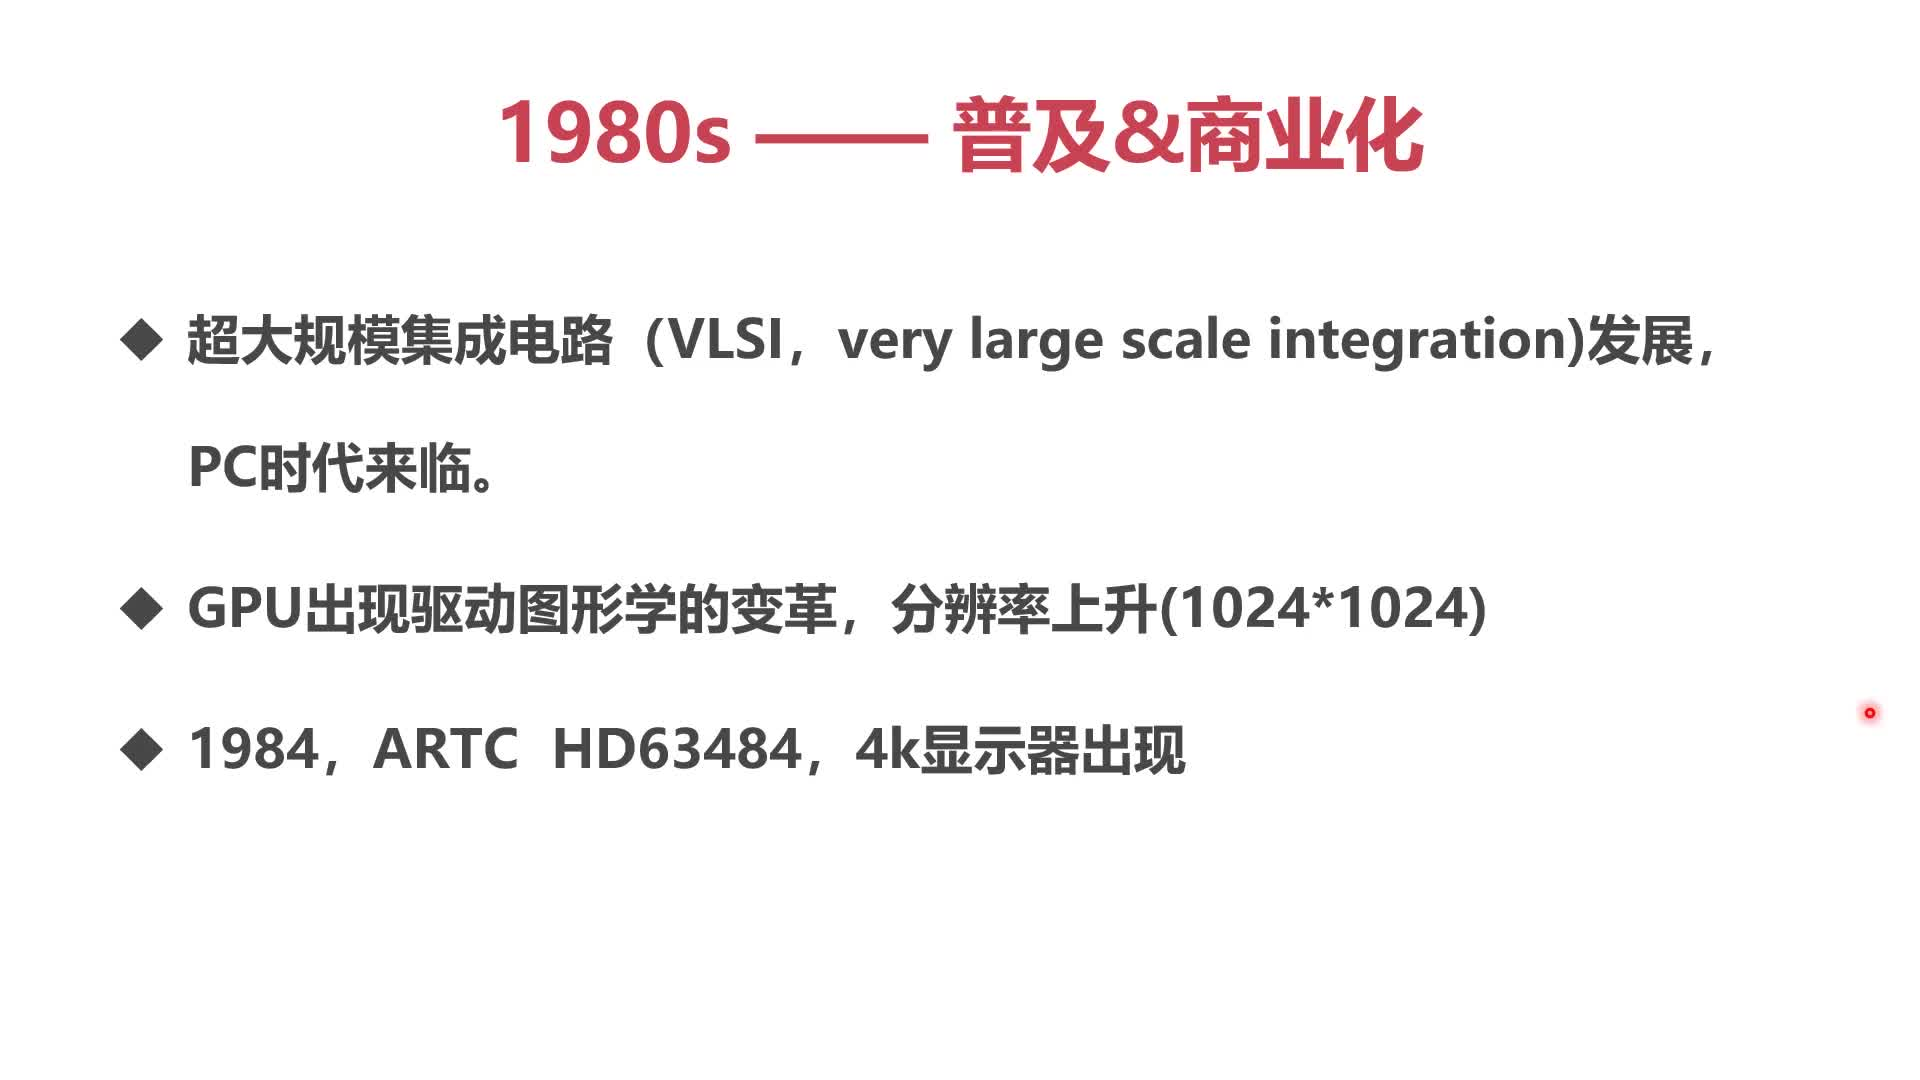 1980s —— 普及&商业化
超大规模集成电路（VLSI，very large scale integration)发展，
PC时代来临。
GPU出现驱动图形学的变革，分辨率上升(1024*1024)
1984，ARTC  HD63484，4k显示器出现